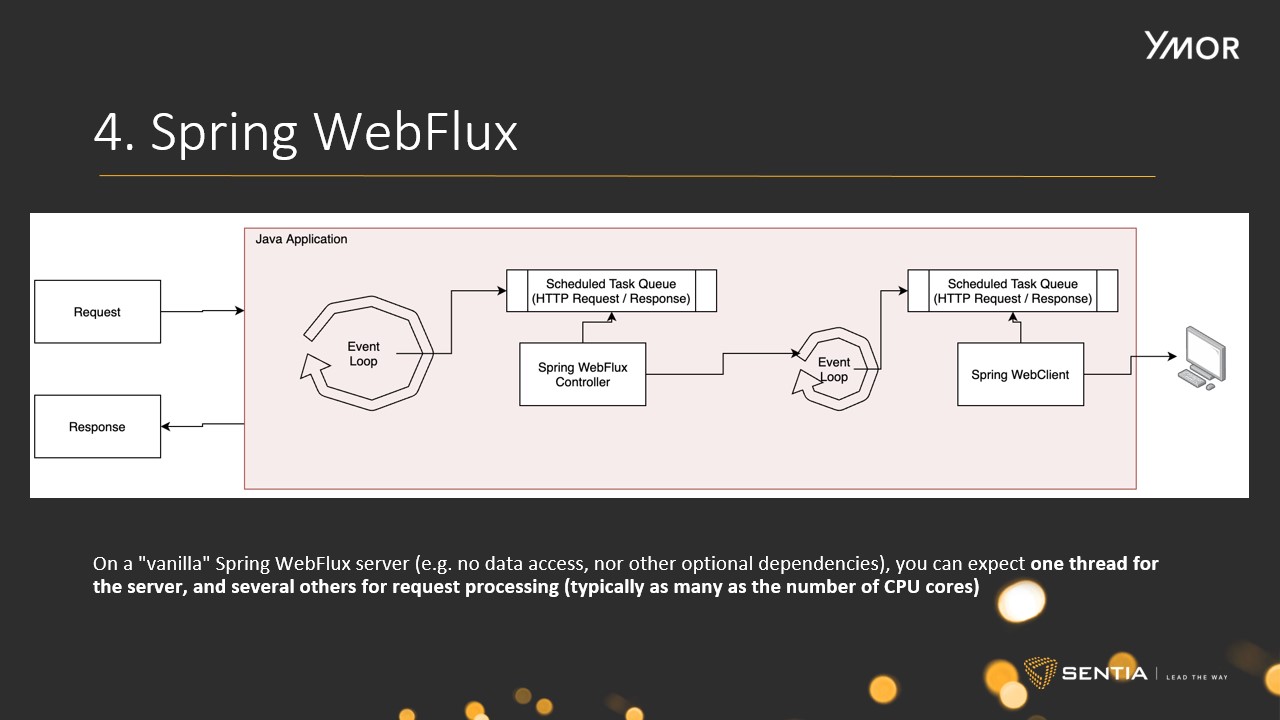 YMOR
4. Spring WebFlux
Java Application
Request
Response
Event
Loop
Scheduled Task Queue
(HTTP Request / Response)
Spring WebFlux
Controller
Event
Loop
Scheduled Task Queue
(HTTP Request / Response)
Spring WebClient
On a "vanilla" Spring WebFlux server (e.g. no data access, nor other optional dependencies), you can expect one thread for
the server, and several others for request processing (typically as many as the number of CPU cores)
SENTIA | LEAD THE WAY